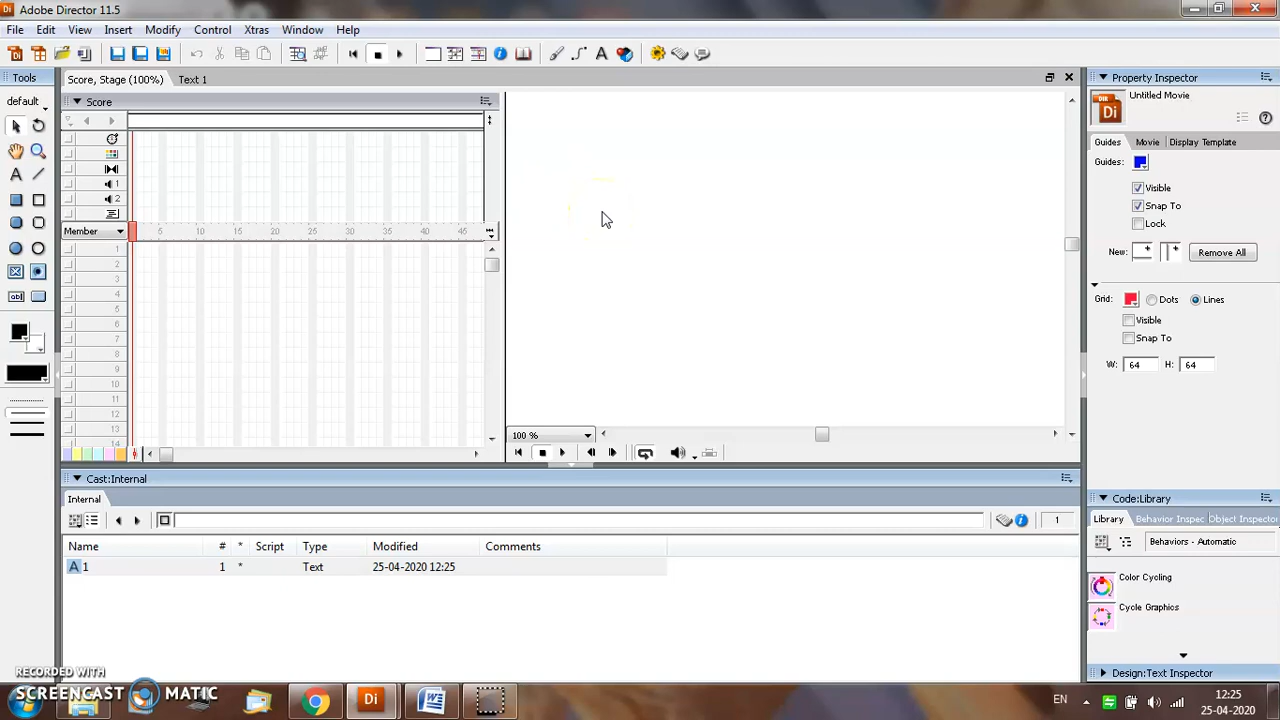 Adobe Director 11.5
File Edit View Insert Modify Control Xtras Window Help
Tools
default
Score, Stage (100%) Text 1
Score
1
2
Member
5 10 15 20 25 30 35 40 45
1
2
3
4
5
6
7
8
9
10
11
12
13
14
100 %
Cast:Internal
Internal
1
Name # * Script Type Modified Comments
A 1 1 * Text 25-04-2020 12:25
Property Inspector
Untitled Movie
Guides Movie Display Template
Guides:
Visible
Snap To
Lock
New: Remove All
Grid: Dots Lines
Visible
Snap To
W: 64 H: 64
Code:Library
Library Behavior Inspec Object Inspector
Behaviors - Automatic
Color Cycling
Cycle Graphics
Design:Text Inspector
RECORDED WITH
SCREENCAST MATIC
Di
W
EN
12:25
25-04-2020